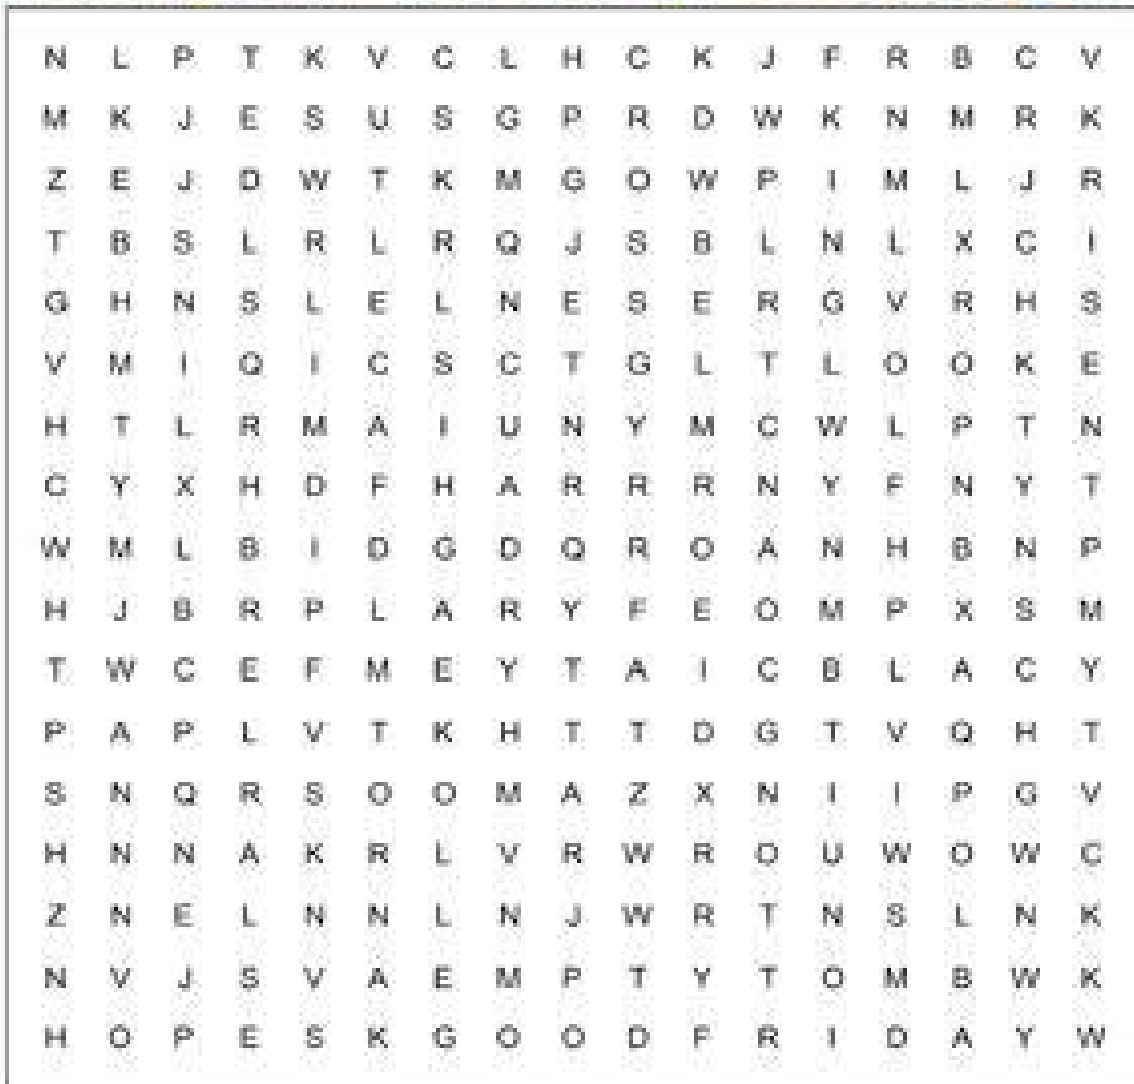 N L P T K V C L H C K J F R B C V
M K J E S U S G P R D W K N M R K
Z E J D W T K M G O W P I M L J R
T B S L R L R Q J S B L N L X C I
G H N S L E L N E S E R G V R H S
V M I Q I C S C T G L T L O O K E
H T L R M A I U N Y M C W L P T N
C Y X H D F H A R R R N Y F N Y T
W M L B I D G D Q R O A N H B N P
H J B R P L A R Y F E O M P X S M
T W C E F M E Y T A I C B L A C Y
P A P L V T K H T T D G T V Q H T
S N Q R S O O M A Z X N I I P G V
H N N A K R L V R W R O U W O W C
Z N E L N N L N J W R T N S L N K
N V J S V A E M P T Y T O M B W K
H O P E S K G O O D F R I D A Y W